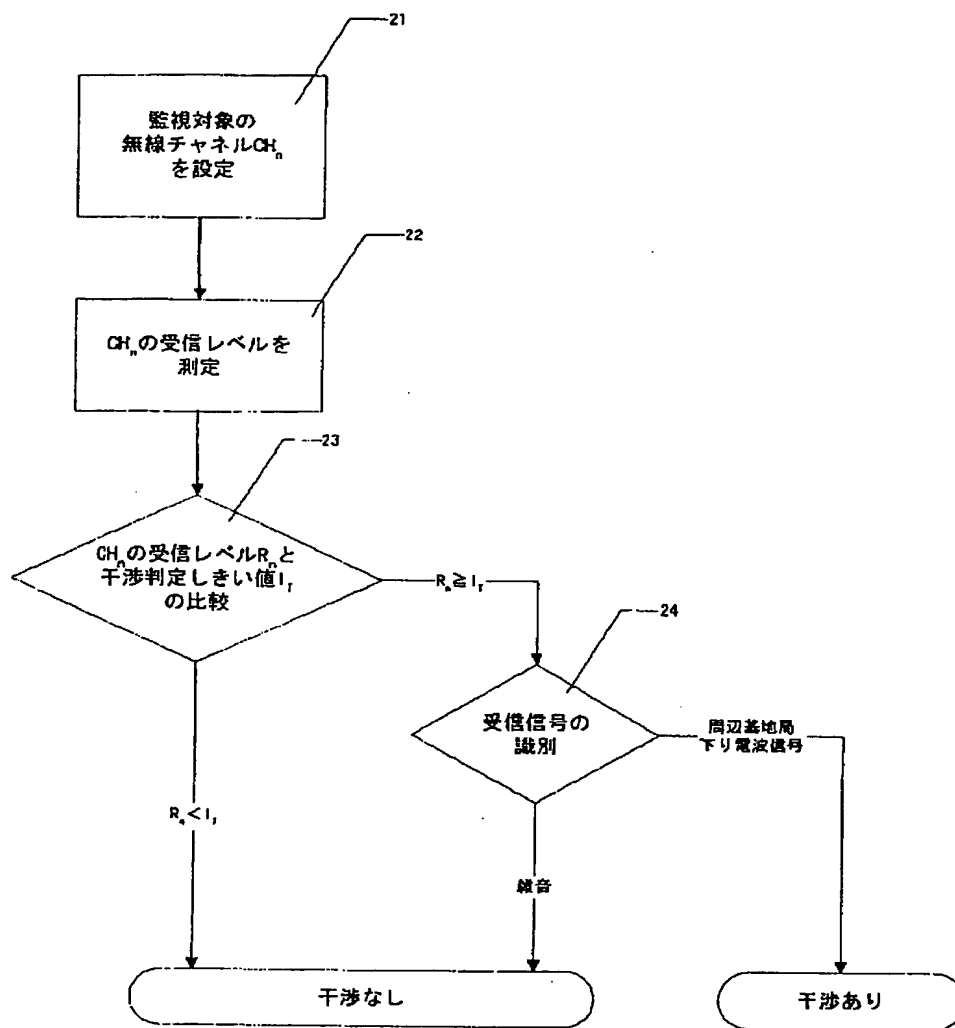 21
監視対象の
無線チャネルCHₙ
を設定
22
CHₙの受信レベルを
測定
23
CHₙの受信レベルRₙと
干渉判定しきい値I_T
の比較
Rₙ≧I_T
24
受信信号の
識別
周辺基地局
下り電波信号
Rₙ＜I_T
雑音
干渉なし
干渉あり